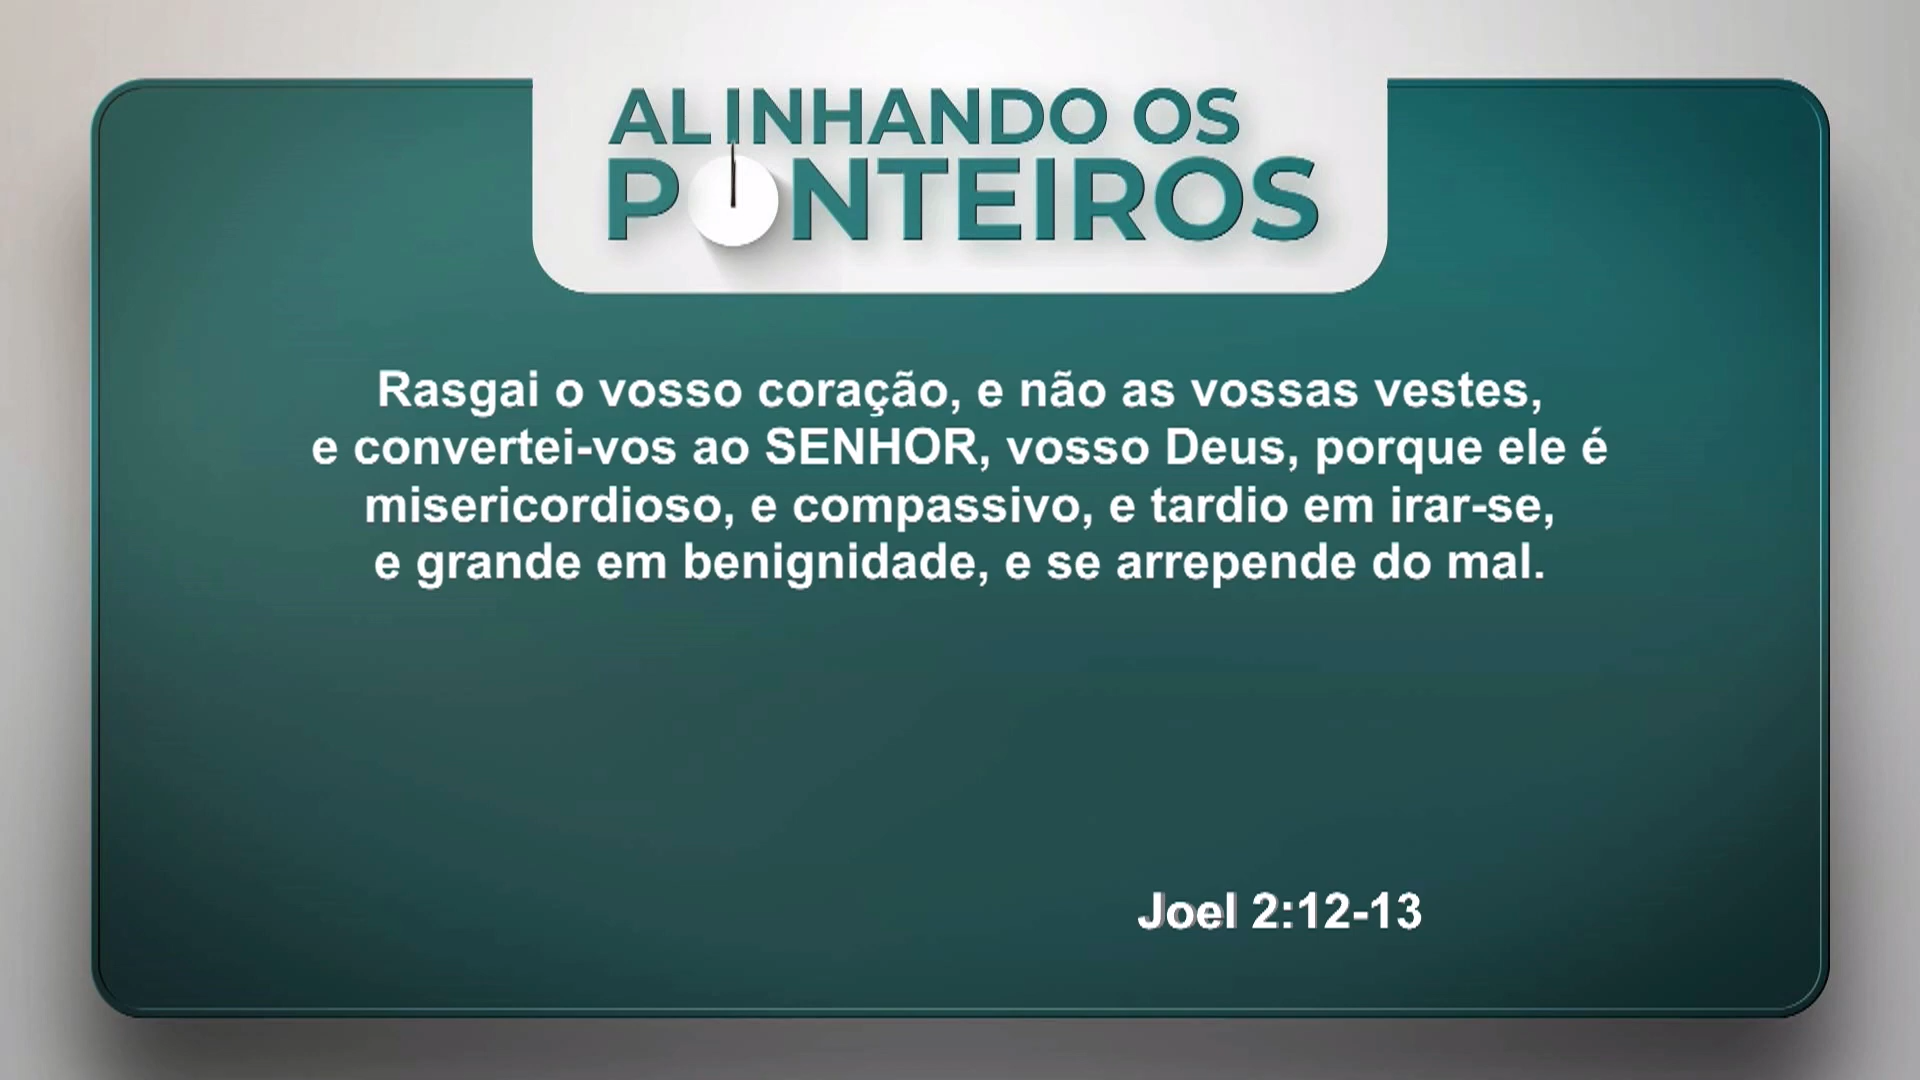 ALINHANDO OS
PONTEIROS
Rasgai o vosso coração, e não as vossas vestes,
e convertei-vos ao SENHOR, vosso Deus, porque ele é
misericordioso, e compassivo, e tardio em irar-se,
e grande em benignidade, e se arrepende do mal.
Joel 2:12-13